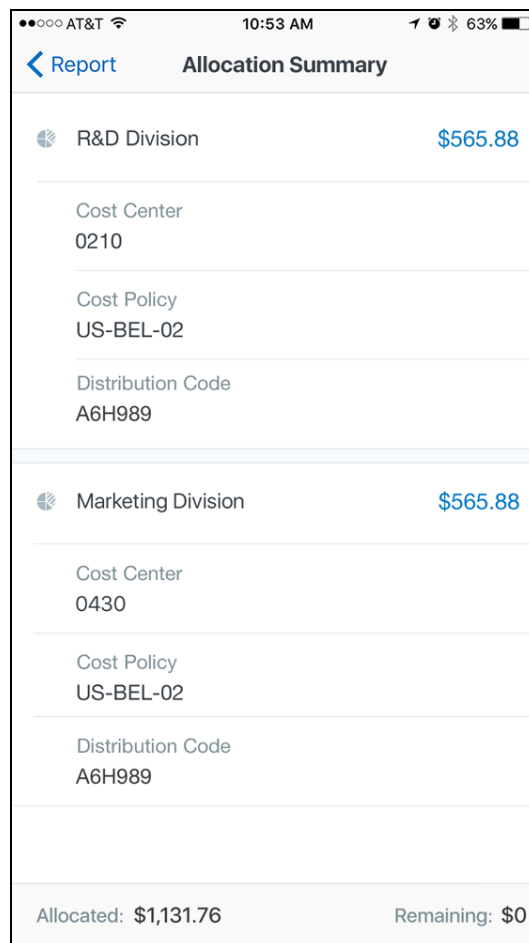 AT&T 10:53 AM 63%
Report Allocation Summary
R&D Division $565.88
Cost Center
0210
Cost Policy
US-BEL-02
Distribution Code
A6H989
Marketing Division $565.88
Cost Center
0430
Cost Policy
US-BEL-02
Distribution Code
A6H989
Allocated: $1,131.76 Remaining: $0